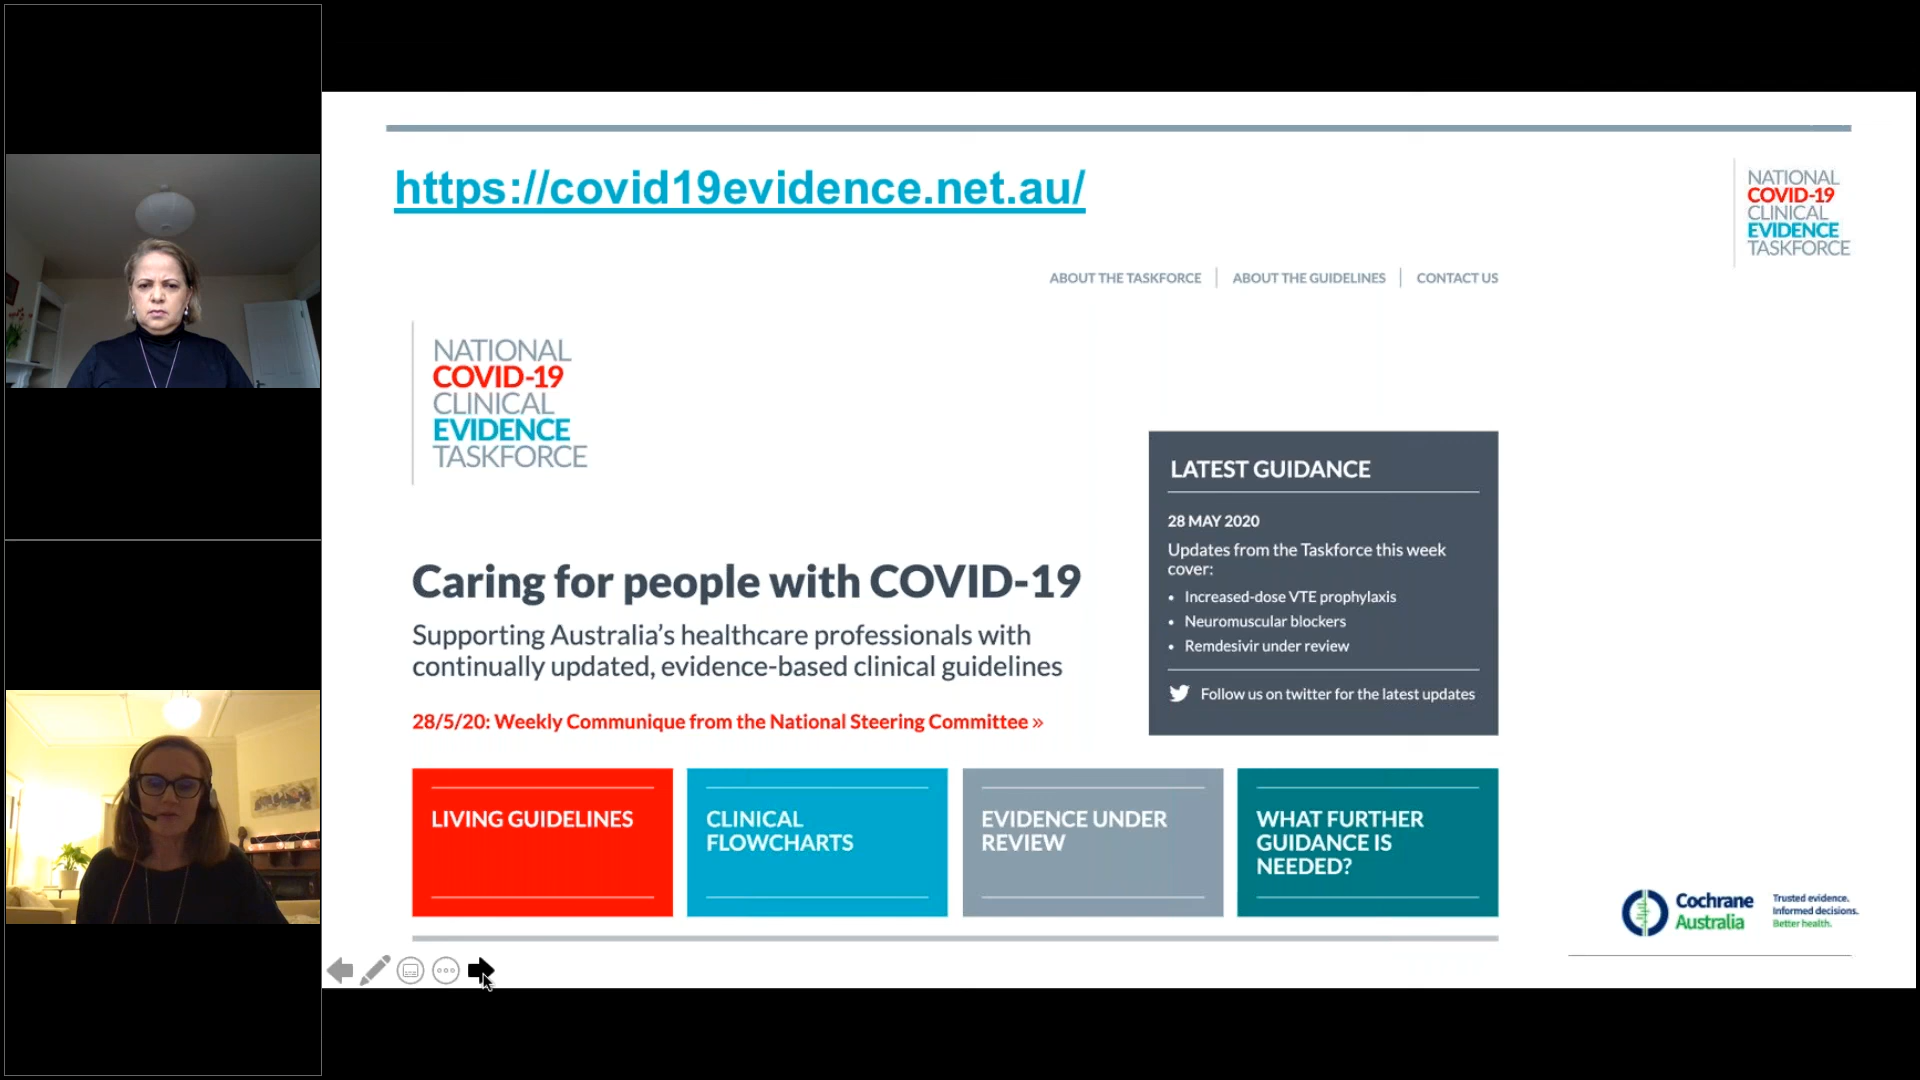 https://covid19evidence.net.au/
NATIONAL
COVID-19
CLINICAL
EVIDENCE
TASKFORCE
ABOUT THE TASKFORCE
ABOUT THE GUIDELINES
CONTACT US
NATIONAL
COVID-19
CLINICAL
EVIDENCE
TASKFORCE
Caring for people with COVID-19
Supporting Australia's healthcare professionals with
continually updated, evidence-based clinical guidelines
28/5/20: Weekly Communique from the National Steering Committee »
LATEST GUIDANCE
28 MAY 2020
Updates from the Taskforce this week
cover:
• Increased-dose VTE prophylaxis
• Neuromuscular blockers
• Remdesivir under review
Follow us on twitter for the latest updates
LIVING GUIDELINES
CLINICAL
FLOWCHARTS
EVIDENCE UNDER
REVIEW
WHAT FURTHER
GUIDANCE IS
NEEDED?
Cochrane
Australia
Trusted evidence.
Informed decisions.
Better health.